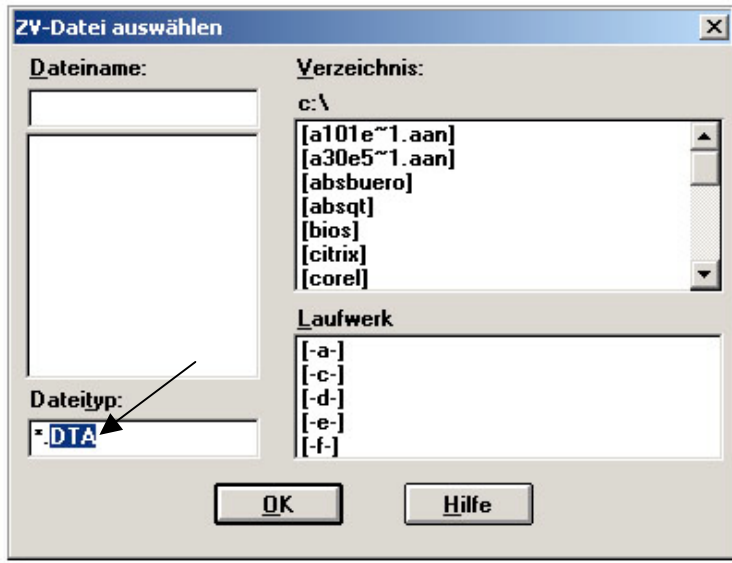 ZV-Datei auswählen
Dateiname:
Verzeichnis:
c:\
[a101e~1.aan]
[a30e5~1.aan]
[absbuero]
[absqt]
[bios]
[citrix]
[corel]
Laufwerk
[-a-]
[-c-]
[-d-]
[-e-]
[-f-]
Dateityp:
*.DTA
OK
Hilfe